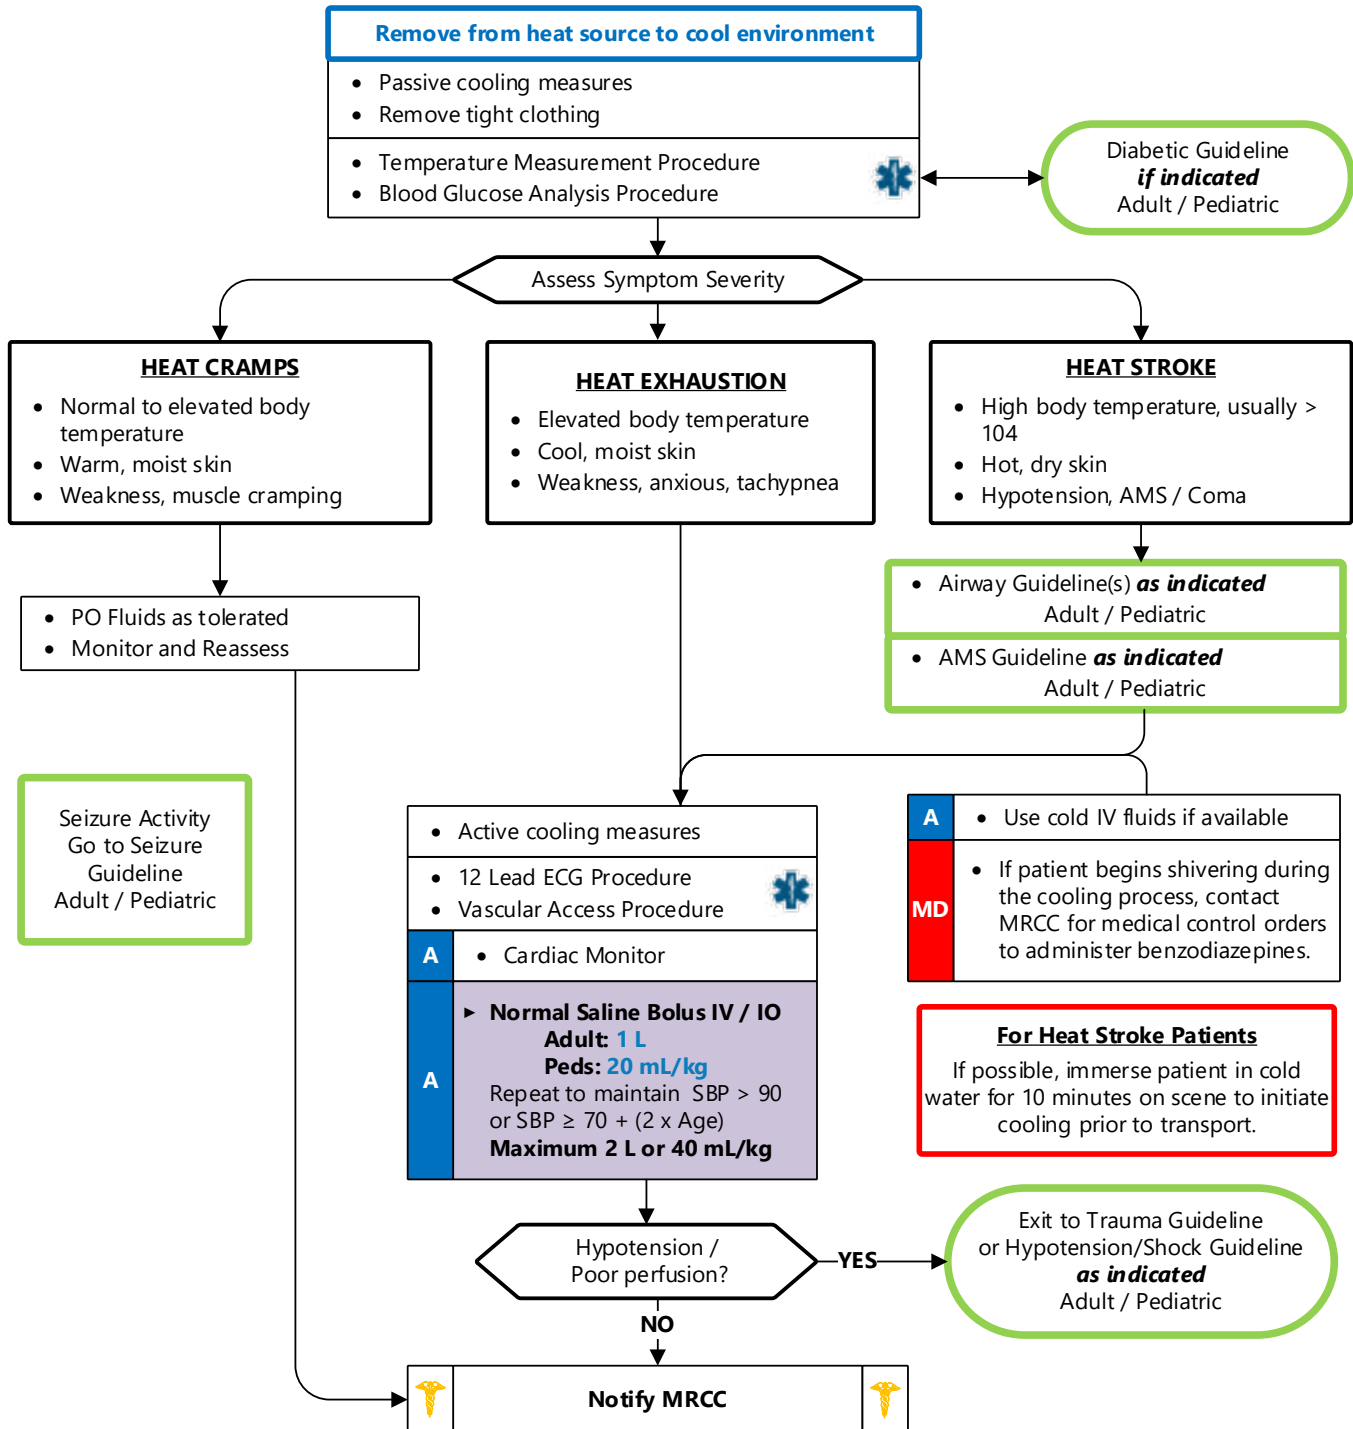 Remove from heat source to cool environment
• Passive cooling measures
• Remove tight clothing
• Temperature Measurement Procedure
• Blood Glucose Analysis Procedure
Diabetic Guideline
if indicated
Adult / Pediatric
Assess Symptom Severity
HEAT CRAMPS
• Normal to elevated body
temperature
• Warm, moist skin
• Weakness, muscle cramping
HEAT EXHAUSTION
• Elevated body temperature
• Cool, moist skin
• Weakness, anxious, tachypnea
HEAT STROKE
• High body temperature, usually >
104
• Hot, dry skin
• Hypotension, AMS / Coma
• PO Fluids as tolerated
• Monitor and Reassess
• Airway Guideline(s) as indicated
Adult / Pediatric
• AMS Guideline as indicated
Adult / Pediatric
Seizure Activity
Go to Seizure
Guideline
Adult / Pediatric
• Active cooling measures
• 12 Lead ECG Procedure
• Vascular Access Procedure
A
• Cardiac Monitor
A
► Normal Saline Bolus IV / IO
Adult: 1 L
Peds: 20 mL/kg
Repeat to maintain SBP > 90
or SBP ≥ 70 + (2 x Age)
Maximum 2 L or 40 mL/kg
A
• Use cold IV fluids if available
MD
• If patient begins shivering during
the cooling process, contact
MRCC for medical control orders
to administer benzodiazepines.
For Heat Stroke Patients
If possible, immerse patient in cold
water for 10 minutes on scene to initiate
cooling prior to transport.
Hypotension /
Poor perfusion?
YES
Exit to Trauma Guideline
or Hypotension/Shock Guideline
as indicated
Adult / Pediatric
NO
Notify MRCC